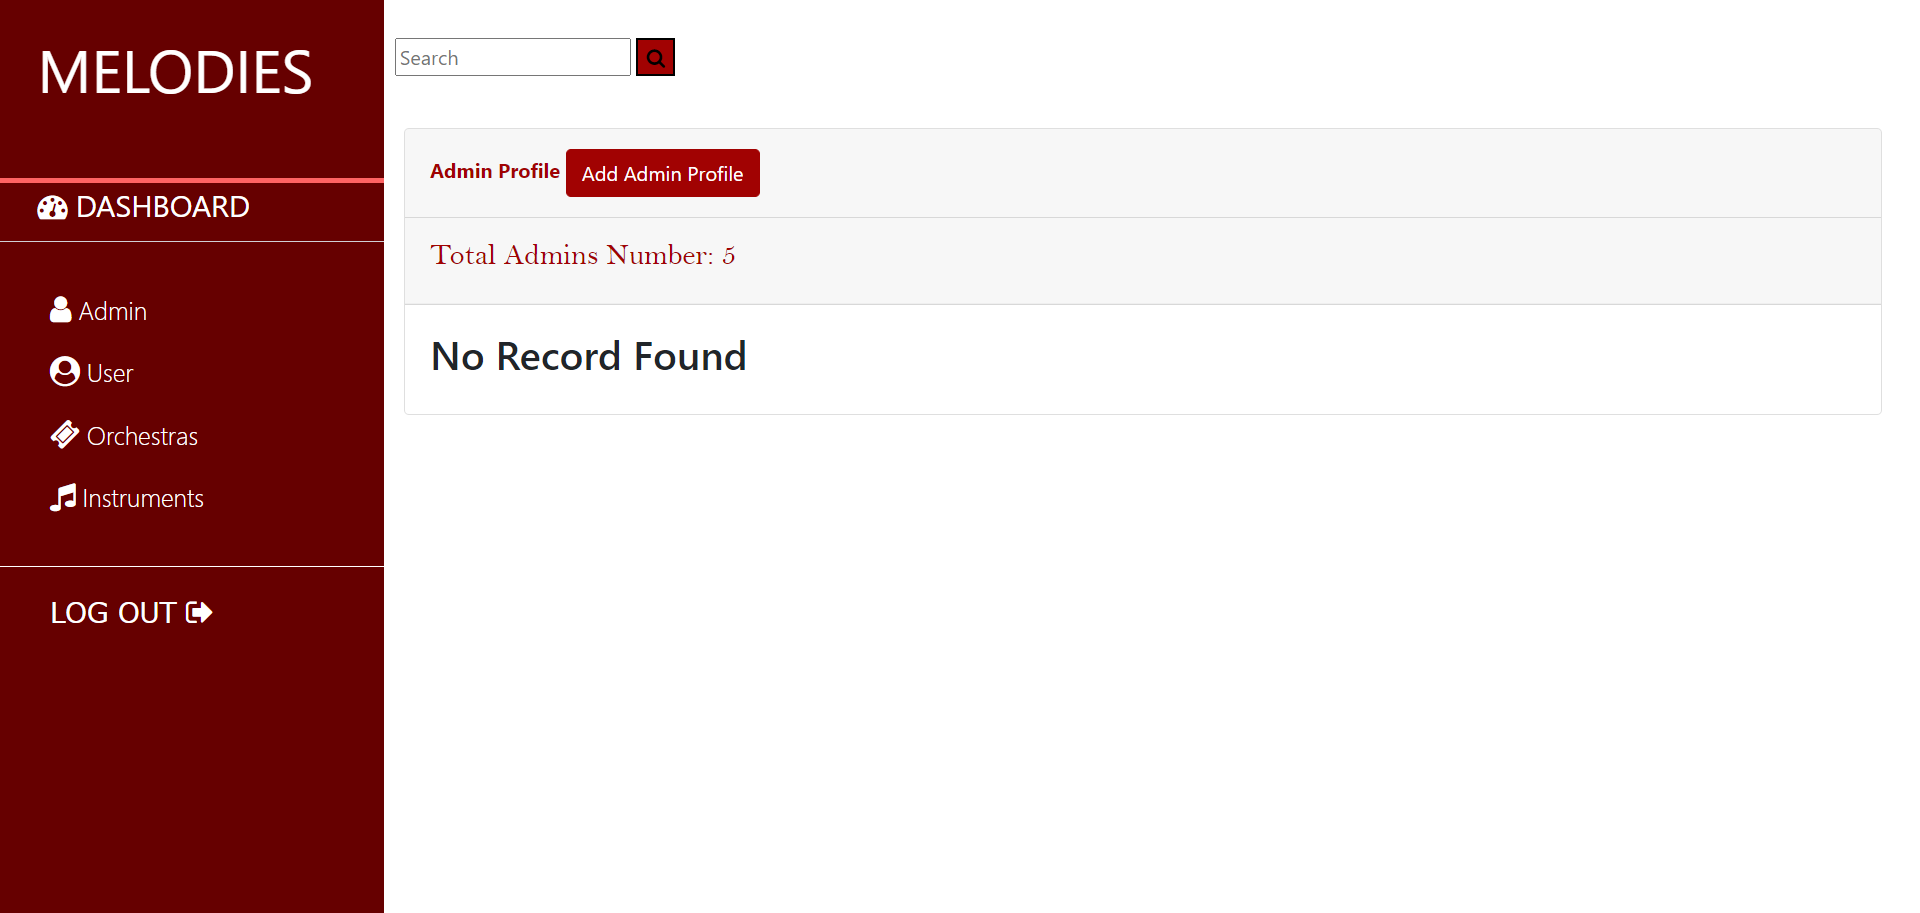 MELODIES
DASHBOARD
Admin
User
Orchestras
Instruments
LOG OUT
Search
Admin Profile Add Admin Profile
Total Admins Number: 5
No Record Found